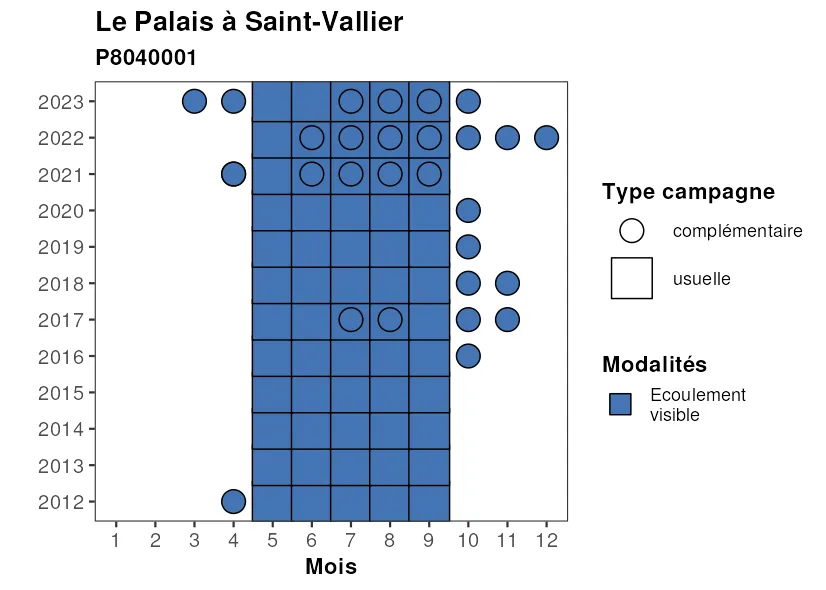 Le Palais à Saint-Vallier
P8040001
2023
2022
2021
2020
2019
2018
2017
2016
2015
2014
2013
2012
1 2 3 4 5 6 7 8 9 10 11 12
Mois
Type campagne
complémentaire
usuelle
Modalités
Ecoulement
visible